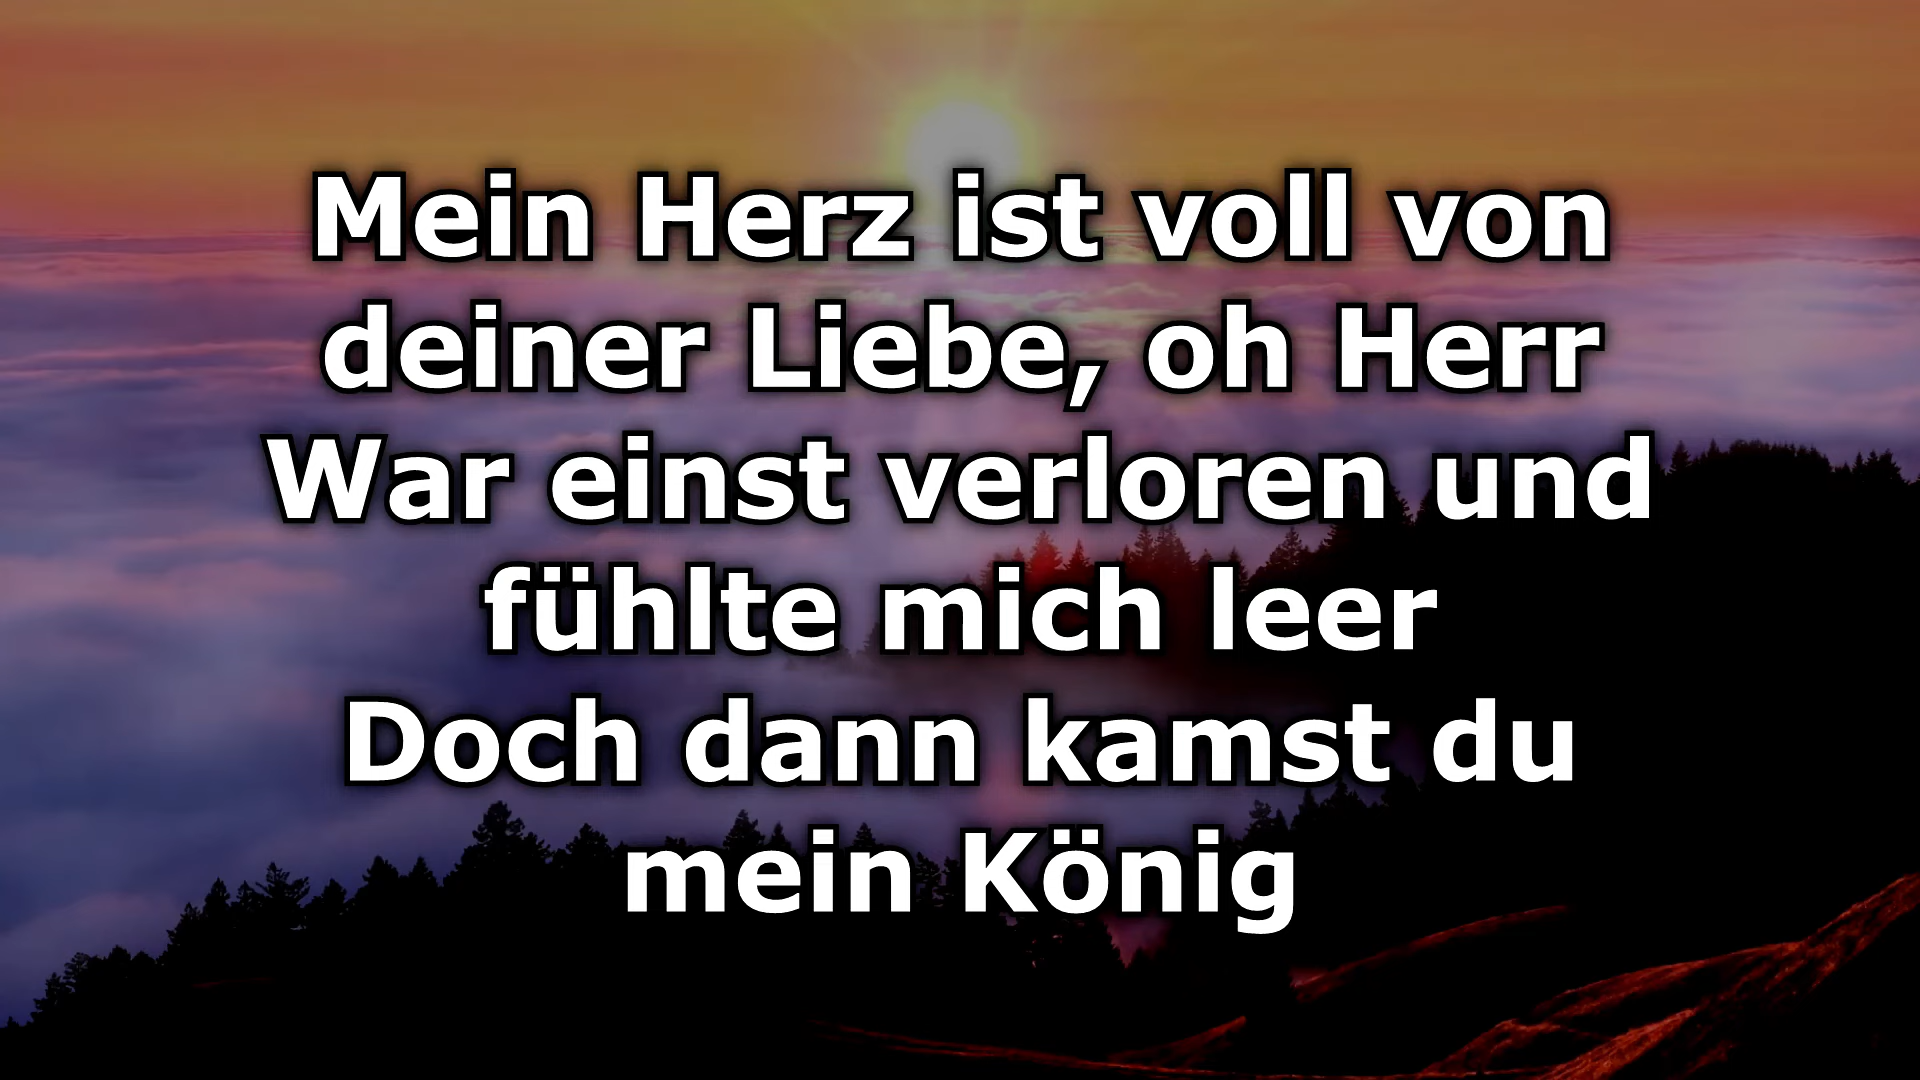 Mein Herz ist voll von
deiner Liebe, oh Herr
War einst verloren und
fühlte mich leer
Doch dann kamst du
mein König